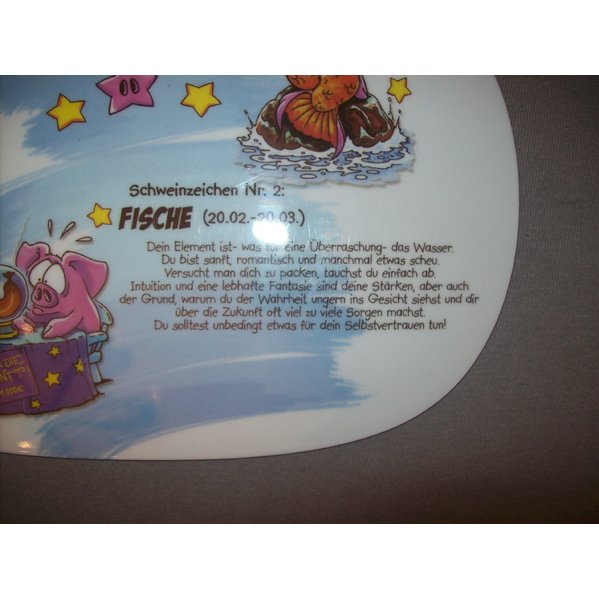 Schweinzeichen Nr. 2:
FISCHE (20.02.-20.03.)
Dein Element ist- was für eine Überraschung- das Wasser.
Du bist sanft, romantisch und manchmal etwas scheu.
Versucht man dich zu packen, tauchst du einfach ab.
Intuition und eine lebhafte Fantasie sind deine Stärken, aber auch
der Grund, warum du der Wahrheit ungern ins Gesicht siehst und dir
über die Zukunft oft viel zu viele Sorgen machst.
Du solltest unbedingt etwas für dein Selbstvertrauen tun!
DIE